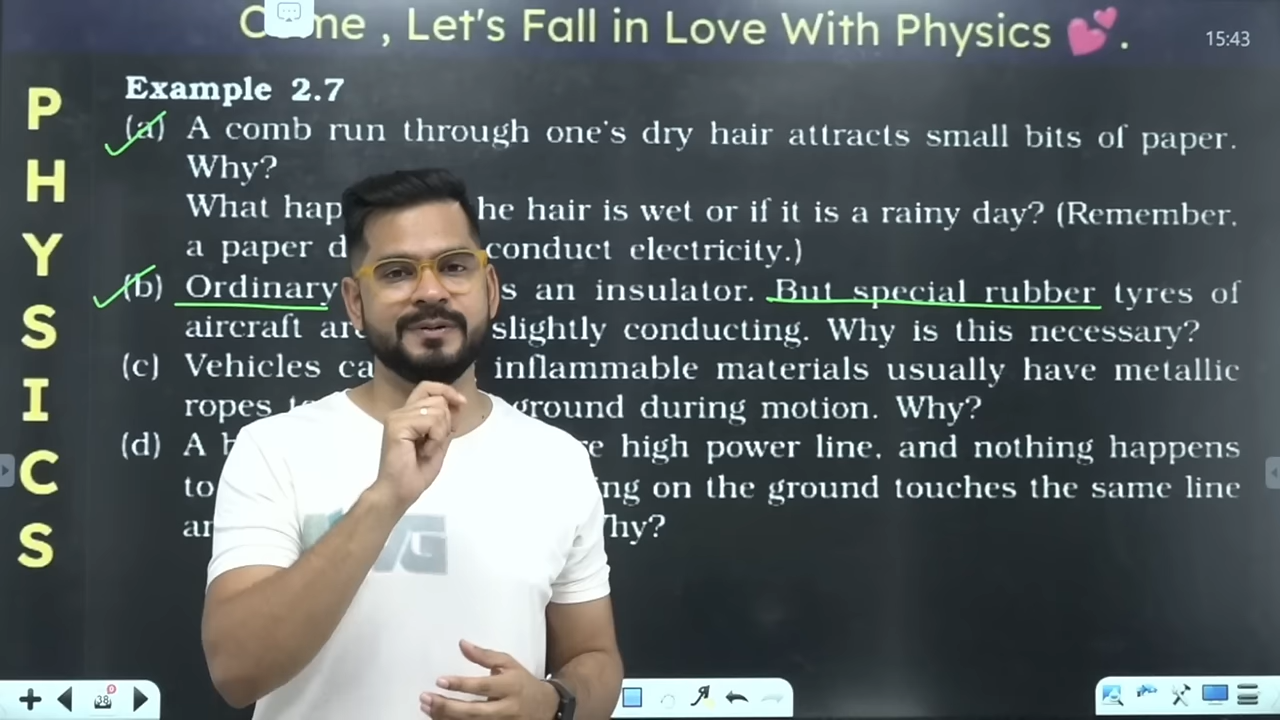 Come , Let's Fall in Love With Physics 💕.
15:43
PHYSICS
Example 2.7
(a) A comb run through one's dry hair attracts small bits of paper.
Why?
What hap he hair is wet or if it is a rainy day? (Remember,
a paper d conduct electricity.)
(b) Ordinary s an insulator. But special rubber tyres of
aircraft ar slightly conducting. Why is this necessary?
(c) Vehicles ca inflammable materials usually have metallic
ropes ground during motion. Why?
(d) A b e high power line, and nothing happens
to ing on the ground touches the same line
an hy?
38